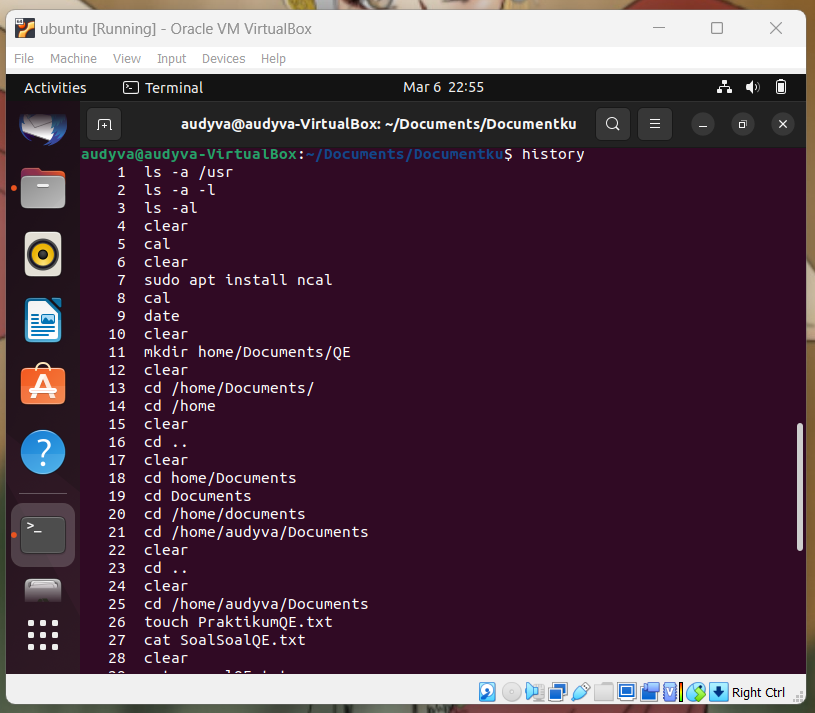 ubuntu [Running] - Oracle VM VirtualBox
File Machine View Input Devices Help
Activities Terminal Mar 6 22:55
audyva@audyva-VirtualBox: ~/Documents/Documentku
audyva@audyva-VirtualBox:~/Documents/Documentku$ history
1 ls -a /usr
2 ls -a -l
3 ls -al
4 clear
5 cal
6 clear
7 sudo apt install ncal
8 cal
9 date
10 clear
11 mkdir home/Documents/QE
12 clear
13 cd /home/Documents/
14 cd /home
15 clear
16 cd ..
17 clear
18 cd home/Documents
19 cd Documents
20 cd /home/documents
21 cd /home/audyva/Documents
22 clear
23 cd ..
24 clear
25 cd /home/audyva/Documents
26 touch PraktikumQE.txt
27 cat SoalSoalQE.txt
28 clear
Right Ctrl